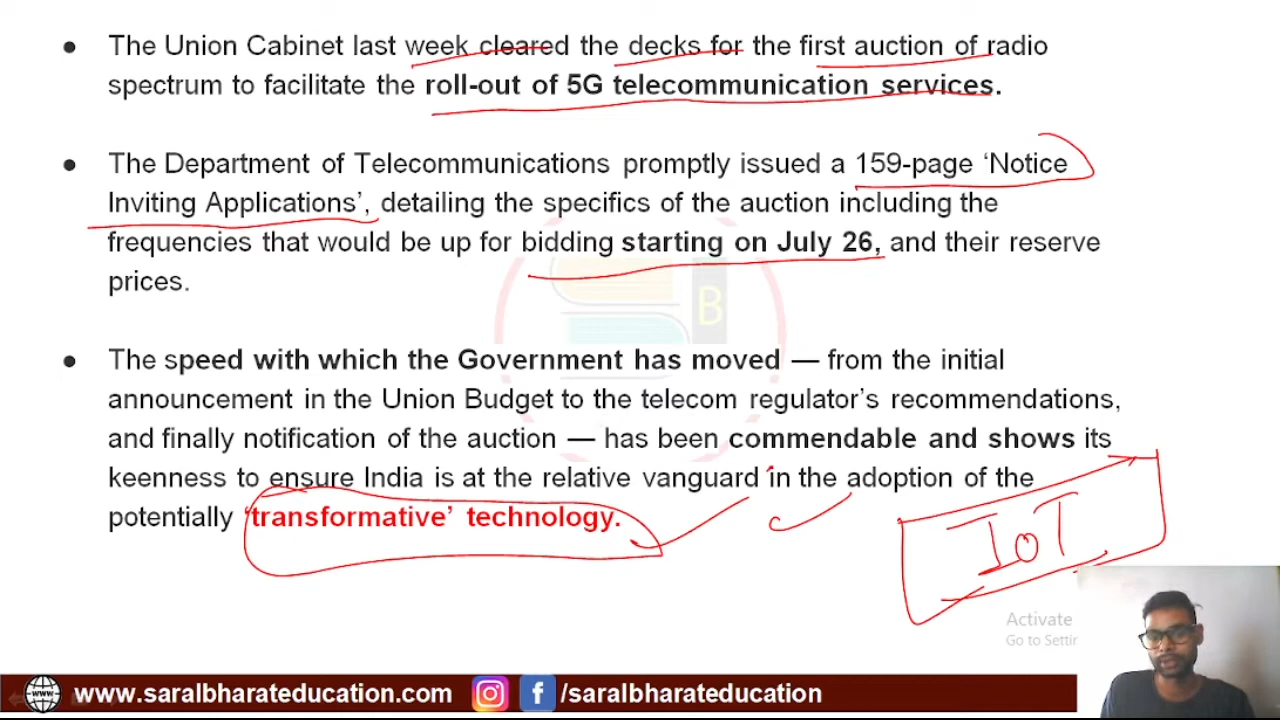 ● The Union Cabinet last week cleared the decks for the first auction of radio
spectrum to facilitate the roll-out of 5G telecommunication services.
● The Department of Telecommunications promptly issued a 159-page ‘Notice
Inviting Applications’, detailing the specifics of the auction including the
frequencies that would be up for bidding starting on July 26, and their reserve
prices.
● The speed with which the Government has moved — from the initial
announcement in the Union Budget to the telecom regulator’s recommendations,
and finally notification of the auction — has been commendable and shows its
keenness to ensure India is at the relative vanguard in the adoption of the
potentially ‘transformative’ technology.
IoT
B
Activate
Go to Settin
www
www.saralbharateducation.com
/saralbharateducation